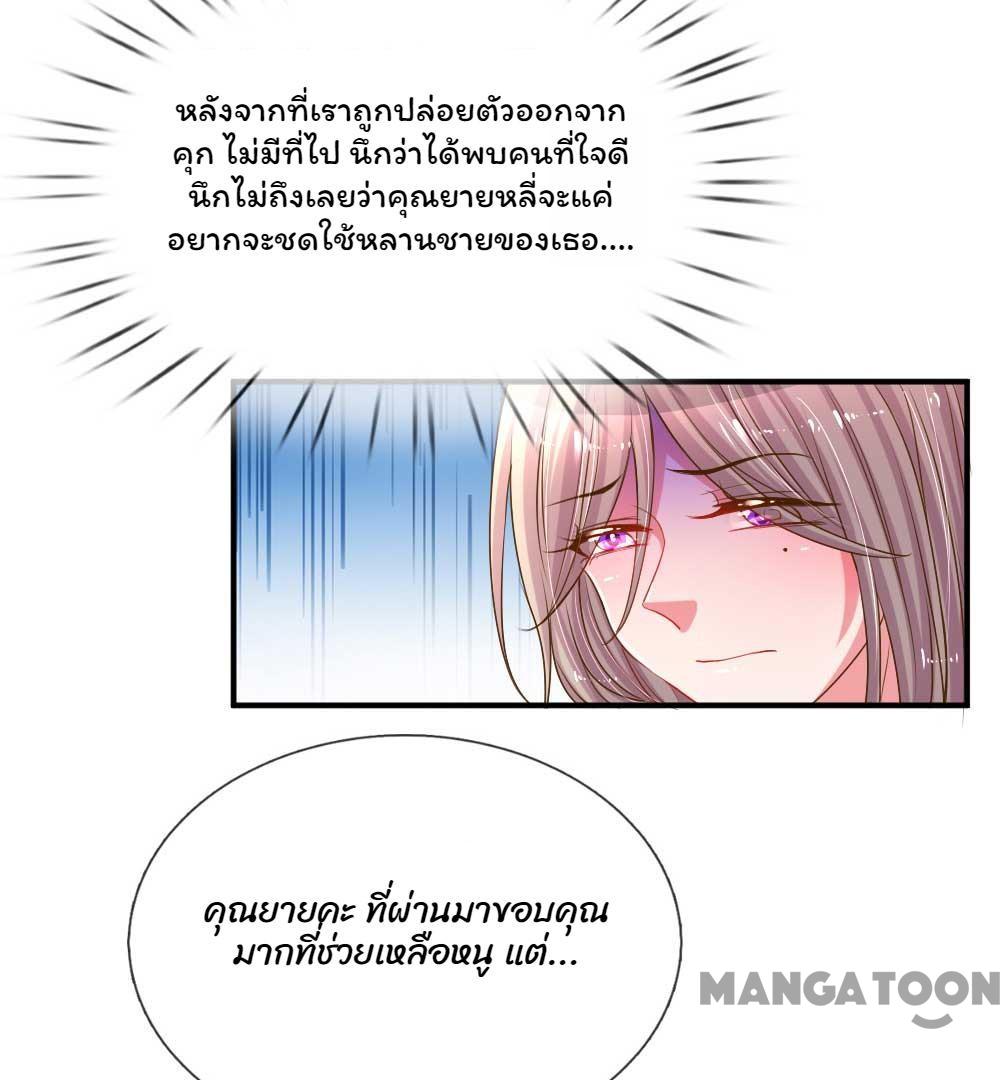 หลังจากที่เราถูกปล่อยตัวออกจาก
คุก ไม่มีที่ไป นึกว่าได้พบคนที่ใจดี
นึกไม่ถึงเลยว่าคุณยายหลี่จะแค่
อยากจะชดใช้หลานชายของเธอ....
คุณยายคะ ที่ผ่านมาขอบคุณ
มากที่ช่วยเหลือหนู แต่...
MANGATOON